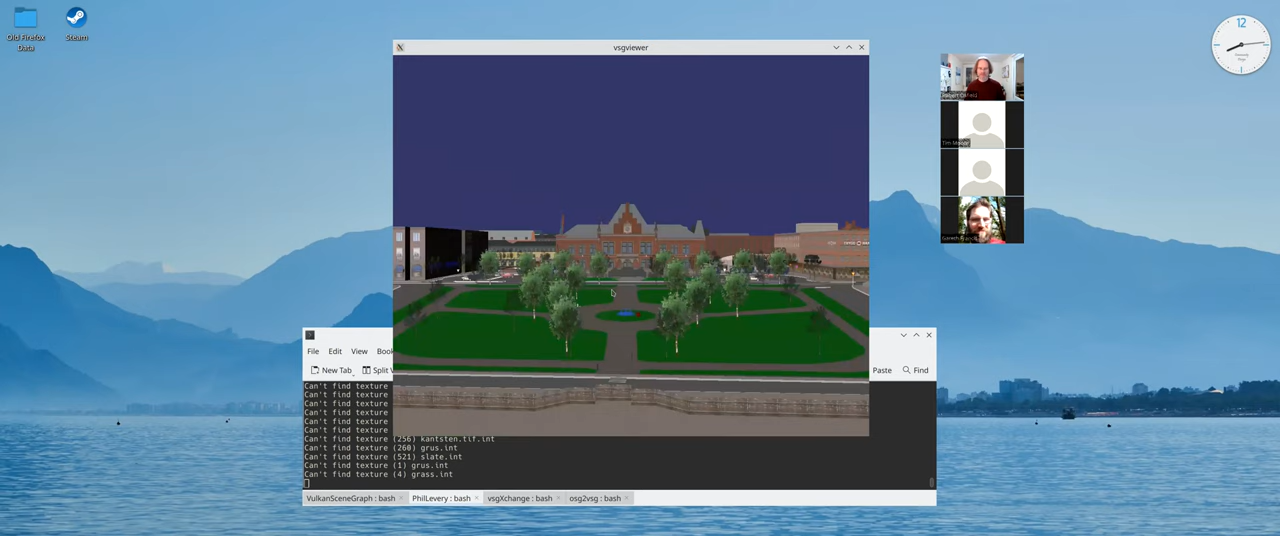 Old Firefox
Data
Steam
12
vsgviewer
File Edit View
New Tab
Paste Find
Can't find texture
Can't find texture
Can't find texture
Can't find texture
Can't find texture
Can't find texture
Can't find texture (256) kantsten.tif.int
Can't find texture (260) grus.int
Can't find texture (521) slate.int
Can't find texture (1) grus.int
Can't find texture (4) grass.int
VulkanSceneGraph : bash
PhilLevery : bash
vsgXchange : bash
osg2vsg : bash